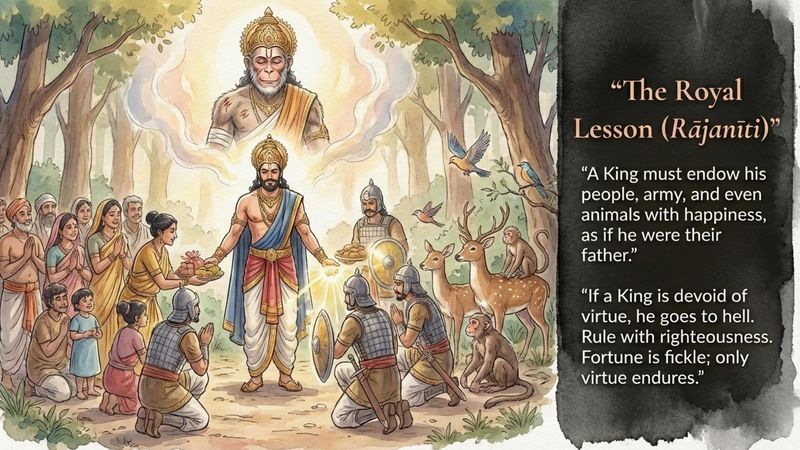 “The Royal
Lesson (Rājanīti)”
“A King must endow his
people, army, and even
animals with happiness,
as if he were their
father.”
“If a King is devoid of
virtue, he goes to hell.
Rule with righteousness.
Fortune is fickle; only
virtue endures.”